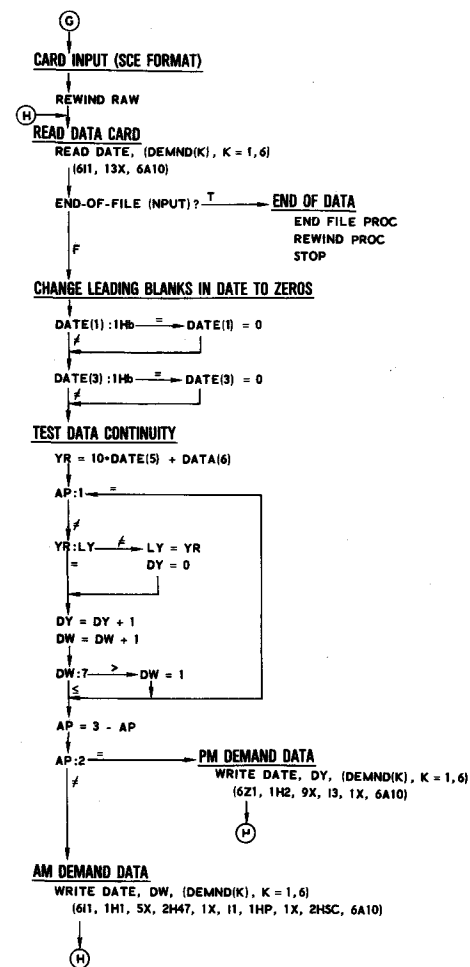 G
CARD INPUT (SCE FORMAT)
REWIND RAW
H
READ DATA CARD
READ DATE, (DEMND(K), K = 1,6)
(6I1, 13X, 6A10)
END-OF-FILE (NPUT)? T END OF DATA
END FILE PROC
REWIND PROC
STOP
F
CHANGE LEADING BLANKS IN DATE TO ZEROS
DATE(1) :1Hb = DATE(1) = 0
≠
DATE(3) :1Hb = DATE(3) = 0
≠
TEST DATA CONTINUITY
YR = 10*DATE(5) + DATA(6)
AP:1 =
≠
YR:LY ≠ LY = YR
= DY = 0
DY = DY + 1
DW = DW + 1
DW:7 > DW = 1
≤
AP = 3 - AP
AP:2 = PM DEMAND DATA
≠ WRITE DATE, DY, (DEMND(K), K = 1,6)
(6Z1, 1H2, 9X, I3, 1X, 6A10)
H
AM DEMAND DATA
WRITE DATE, DW, (DEMND(K), K = 1,6)
(6I1, 1H1, 5X, 2H47, 1X, I1, 1HP, 1X, 2HSC, 6A10)
H